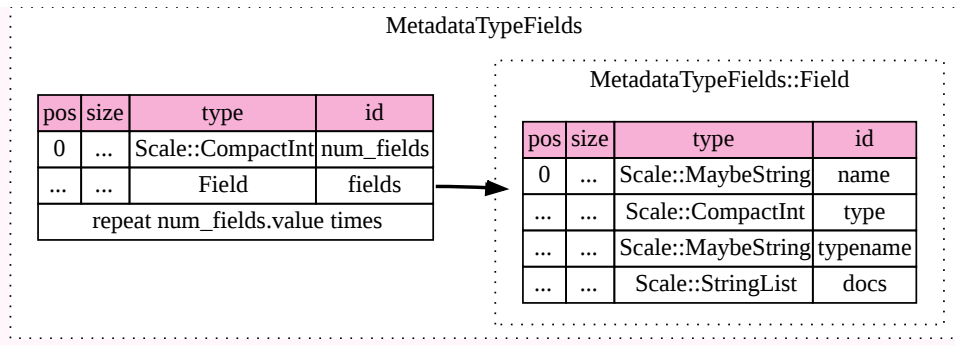 MetadataTypeFields
pos size type id
0 ... Scale::CompactInt num_fields
... ... Field fields
repeat num_fields.value times
MetadataTypeFields::Field
pos size type id
0 ... Scale::MaybeString name
... ... Scale::CompactInt type
... ... Scale::MaybeString typename
... ... Scale::StringList docs